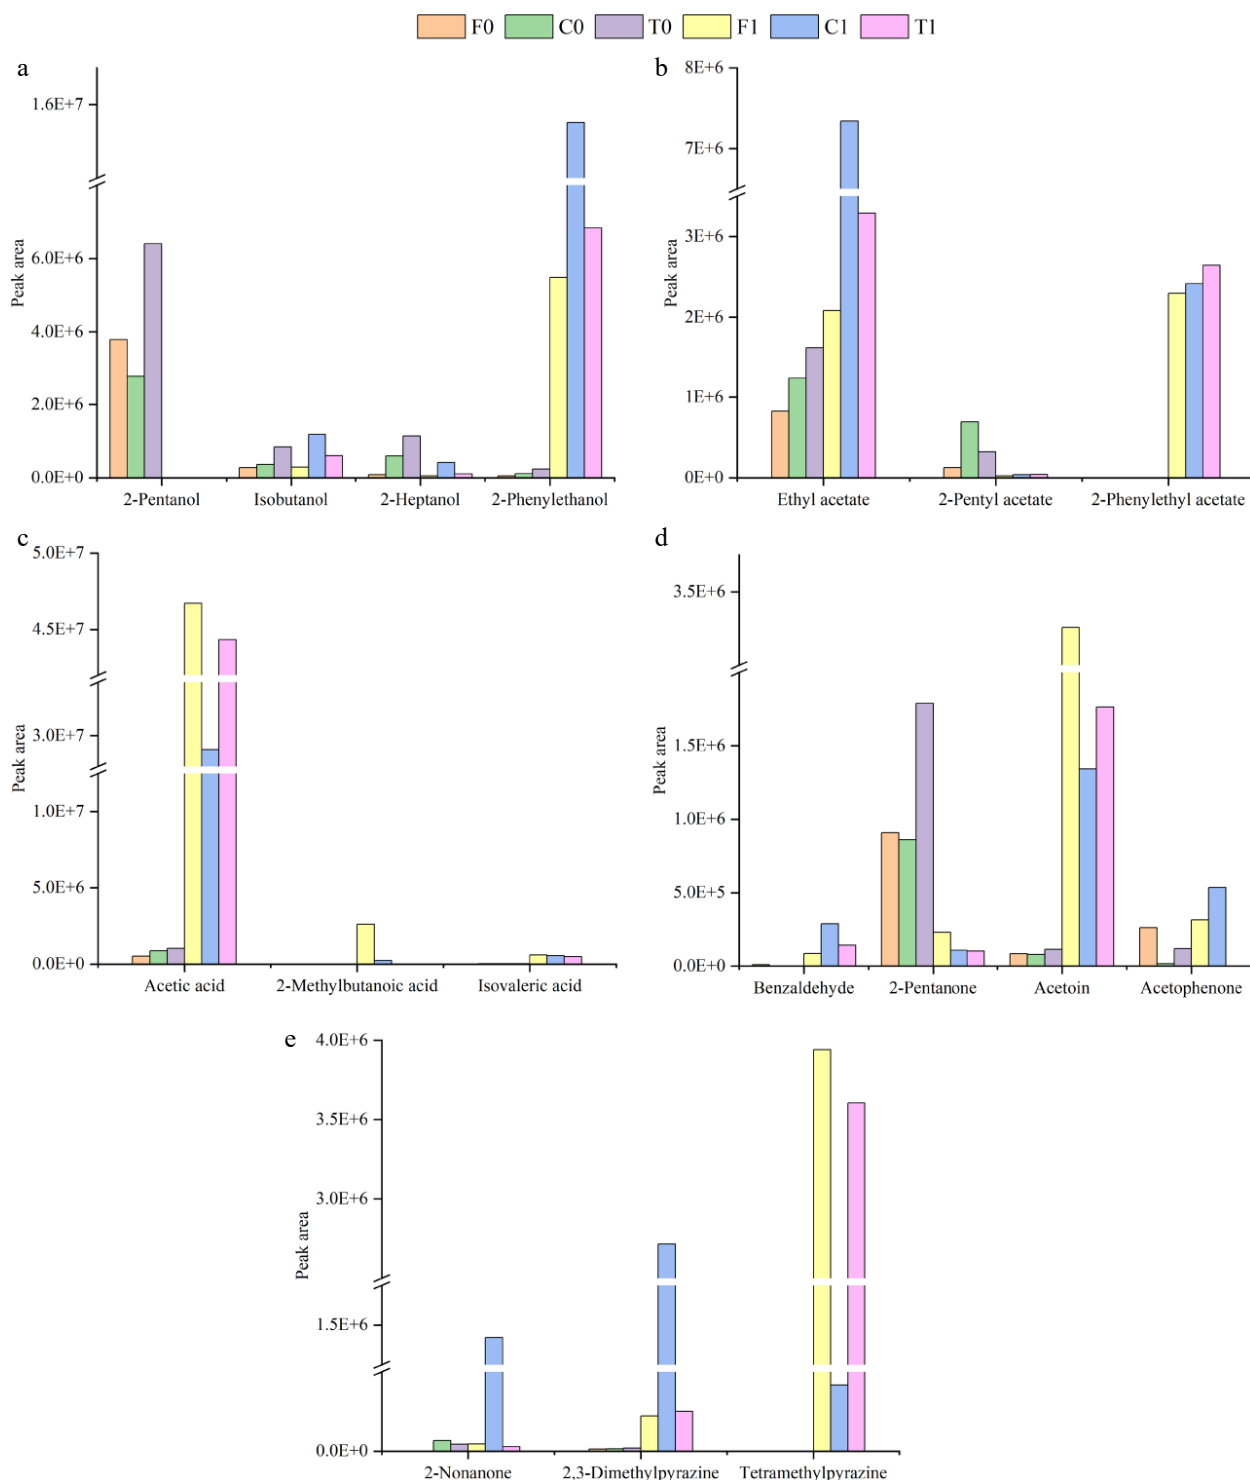 F0 C0 T0 F1 C1 T1
a
1.6E+7
6.0E+6
4.0E+6
2.0E+6
0.0E+0
Peak area
2-Pentanol Isobutanol 2-Heptanol 2-Phenylethanol
b
8E+6
7E+6
3E+6
2E+6
1E+6
0E+0
Peak area
Ethyl acetate 2-Pentyl acetate 2-Phenylethyl acetate
c
5.0E+7
4.5E+7
3.0E+7
1.0E+7
5.0E+6
0.0E+0
Peak area
Acetic acid 2-Methylbutanoic acid Isovaleric acid
d
3.5E+6
1.5E+6
1.0E+6
5.0E+5
0.0E+0
Peak area
Benzaldehyde 2-Pentanone Acetoin Acetophenone
e
4.0E+6
3.5E+6
3.0E+6
1.5E+6
0.0E+0
Peak area
2-Nonanone 2,3-Dimethylpyrazine Tetramethylpyrazine